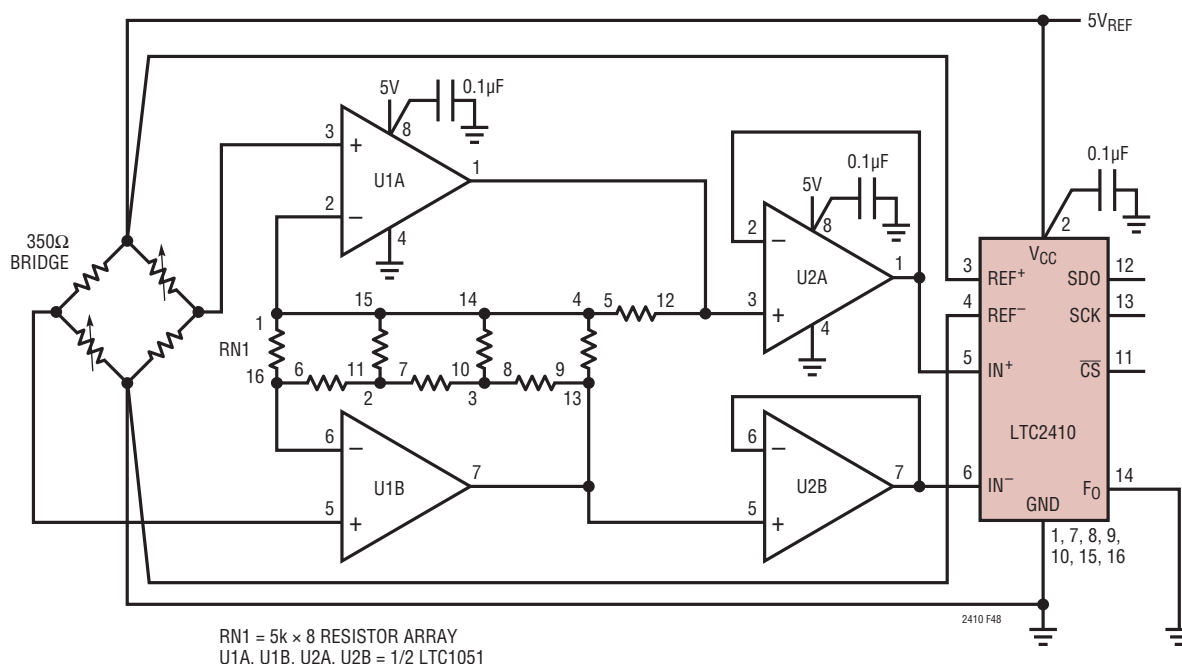 5VREF
5V
0.1µF
8
3
+
U1A
1
2
−
4
0.1µF
5V
0.1µF
8
2
−
U2A
1
3
+
4
2
VCC
3
REF+
SDO
12
4
REF−
SCK
13
5
IN+
CS
11
LTC2410
6
IN−
FO
14
GND
1, 7, 8, 9,
10, 15, 16
350Ω
BRIDGE
15
14
4
5
12
1
RN1
16
6
11
7
10
8
9
2
3
13
6
−
U1B
7
5
+
6
−
U2B
7
5
+
2410 F48
RN1 = 5k × 8 RESISTOR ARRAY
U1A, U1B, U2A, U2B = 1/2 LTC1051